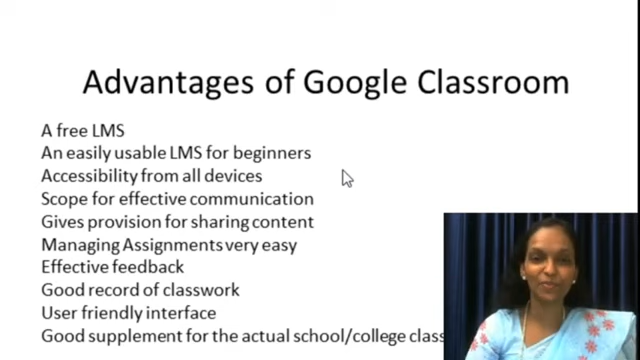 Advantages of Google Classroom
A free LMS
An easily usable LMS for beginners
Accessibility from all devices
Scope for effective communication
Gives provision for sharing content
Managing Assignments very easy
Effective feedback
Good record of classwork
User friendly interface
Good supplement for the actual school/college class